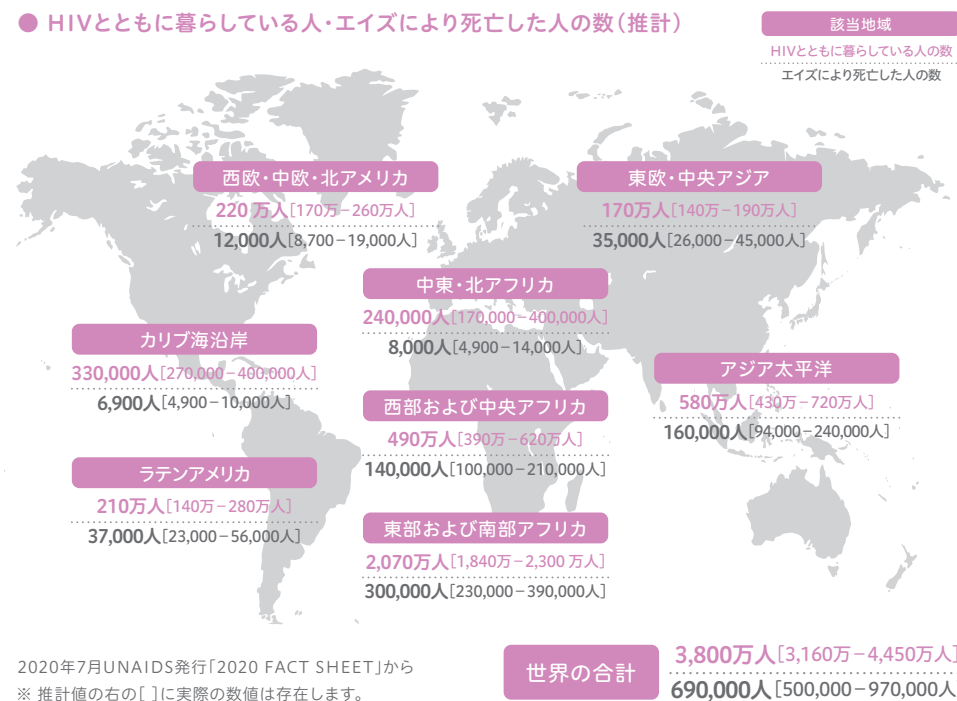 ● HIVとともに暮らしている人・エイズにより死亡した人の数(推計)
該当地域
HIVとともに暮らしている人の数
エイズにより死亡した人の数
西欧・中欧・北アメリカ
220 万人[170万−260万人]
12,000人[8,700−19,000人]
東欧・中央アジア
170万人[140万−190万人]
35,000人[26,000−45,000人]
中東・北アフリカ
240,000人[170,000−400,000人]
8,000人[4,900−14,000人]
カリブ海沿岸
330,000人[270,000−400,000人]
6,900人[4,900−10,000人]
アジア太平洋
580万人[430万−720万人]
160,000人[94,000−240,000人]
西部および中央アフリカ
490万人[390万−620万人]
140,000人[100,000−210,000人]
ラテンアメリカ
210万人[140万−280万人]
37,000人[23,000−56,000人]
東部および南部アフリカ
2,070万人[1,840万−2,300 万人]
300,000人[230,000−390,000人]
2020年7月UNAIDS発行「2020 FACT SHEET」から
※ 推計値の右の[ ]に実際の数値は存在します。
世界の合計
3,800万人[3,160万−4,450万人]
690,000人[500,000−970,000人